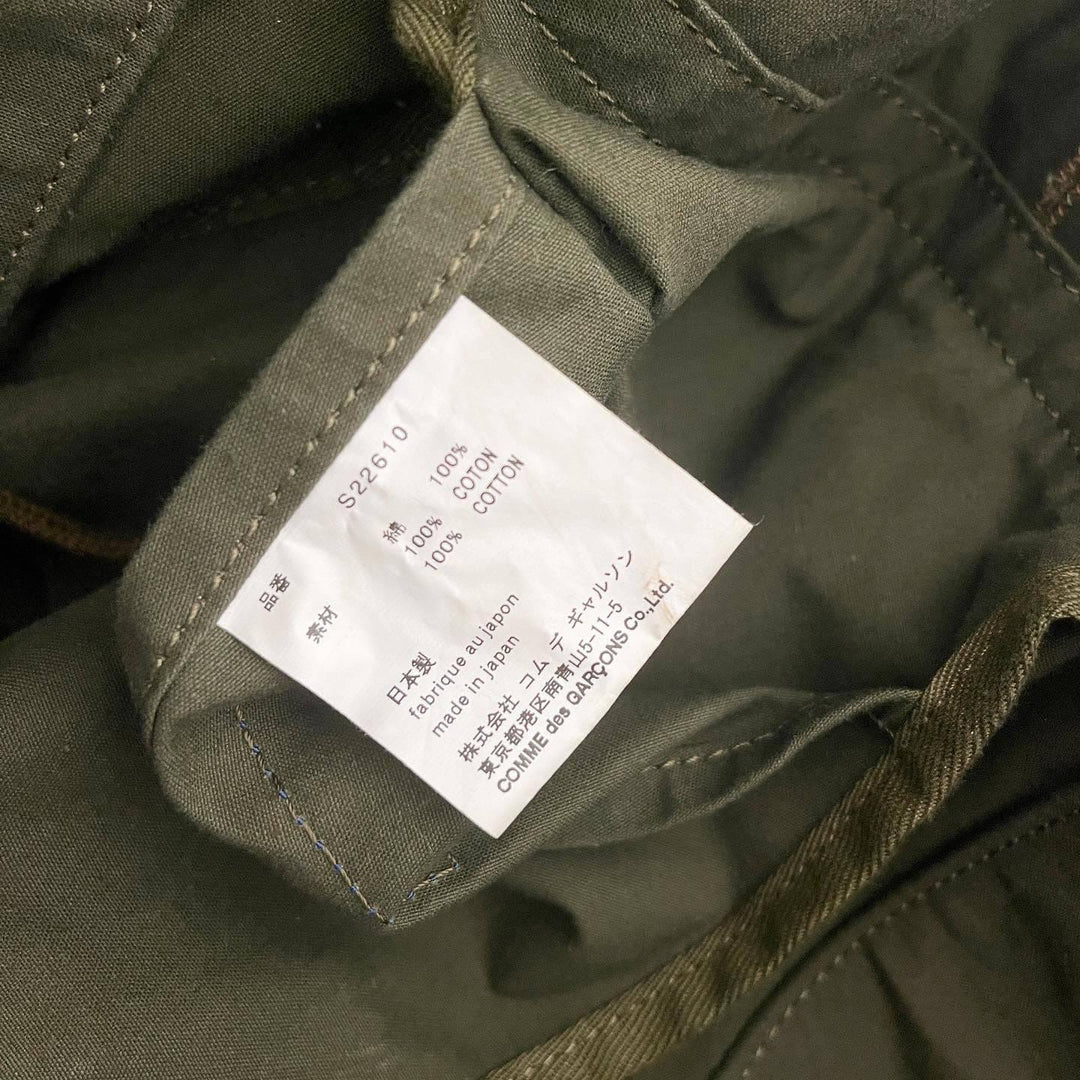 品番 S22610
素材 綿 100%
100% COTON
100% COTTON
日本製
fabrique au japon
made in japan
株式会社 コム デ ギャルソン
東京都港区南青山5-11-5
COMME des GARÇONS Co.,Ltd.